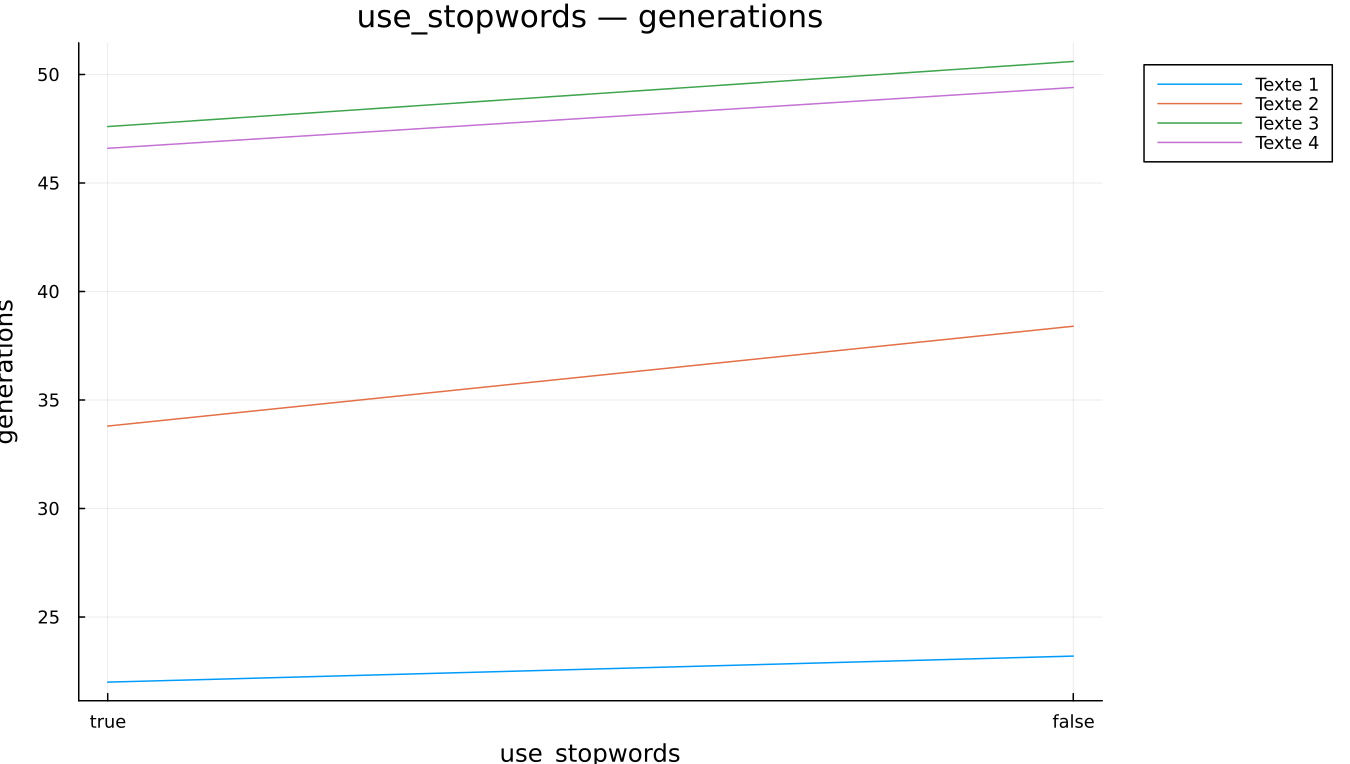 use_stopwords — generations
Texte 1
Texte 2
Texte 3
Texte 4
50
45
40
35
30
25
generations
true
false
use_stopwords